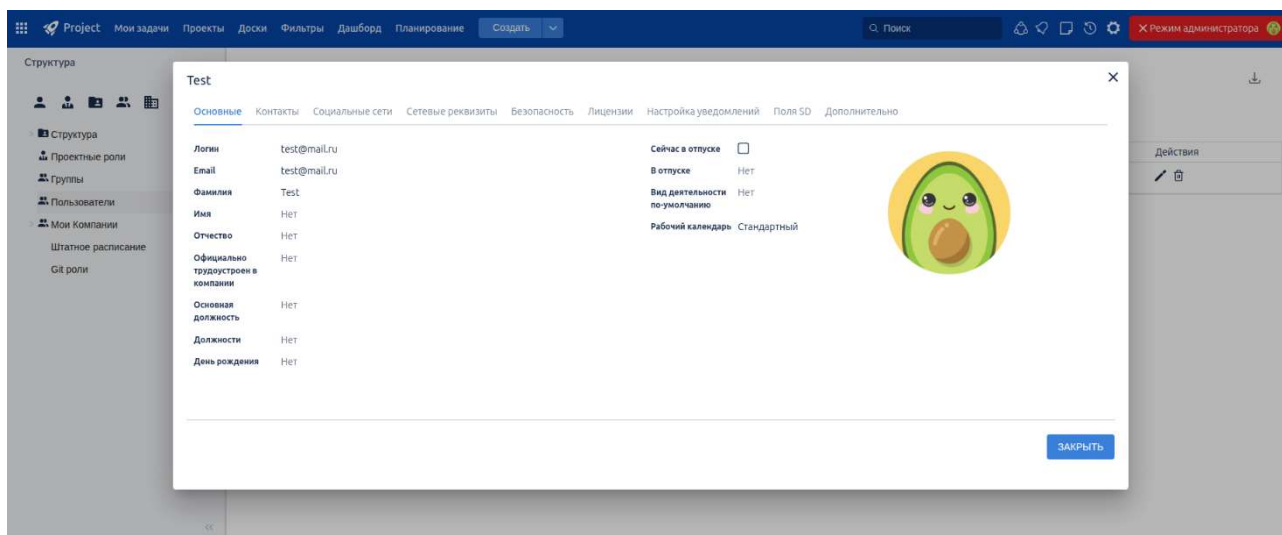 Project Мои задачи Проекты Доски Фильтры Дашборд Планирование Создать Поиск Режим администратора
Структура
Структура
Проектные роли
Группы
Пользователи
Мои Компании
Штатное расписание
Git роли
Test
Основные Контакты Социальные сети Сетевые реквизиты Безопасность Лицензии Настройка уведомлений Поля SD Дополнительно
Логин test@mail.ru
Email test@mail.ru
Фамилия Test
Имя Нет
Отчество Нет
Официально Нет
трудоустроен в
компании
Основная Нет
должность
Должности Нет
День рождения Нет
Сейчас в отпуске
В отпуске Нет
Вид деятельности Нет
по-умолчанию
Рабочий календарь Стандартный
ЗАКРЫТЬ
Действия